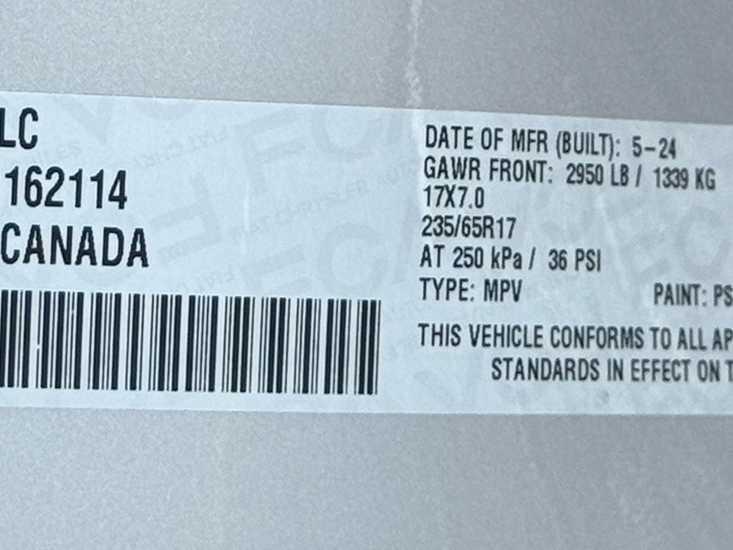 LC
162114
CANADA
DATE OF MFR (BUILT): 5-24
GAWR FRONT: 2950 LB / 1339 KG
17X7.0
235/65R17
AT 250 kPa / 36 PSI
TYPE: MPV PAINT: PS
THIS VEHICLE CONFORMS TO ALL AP
STANDARDS IN EFFECT ON T